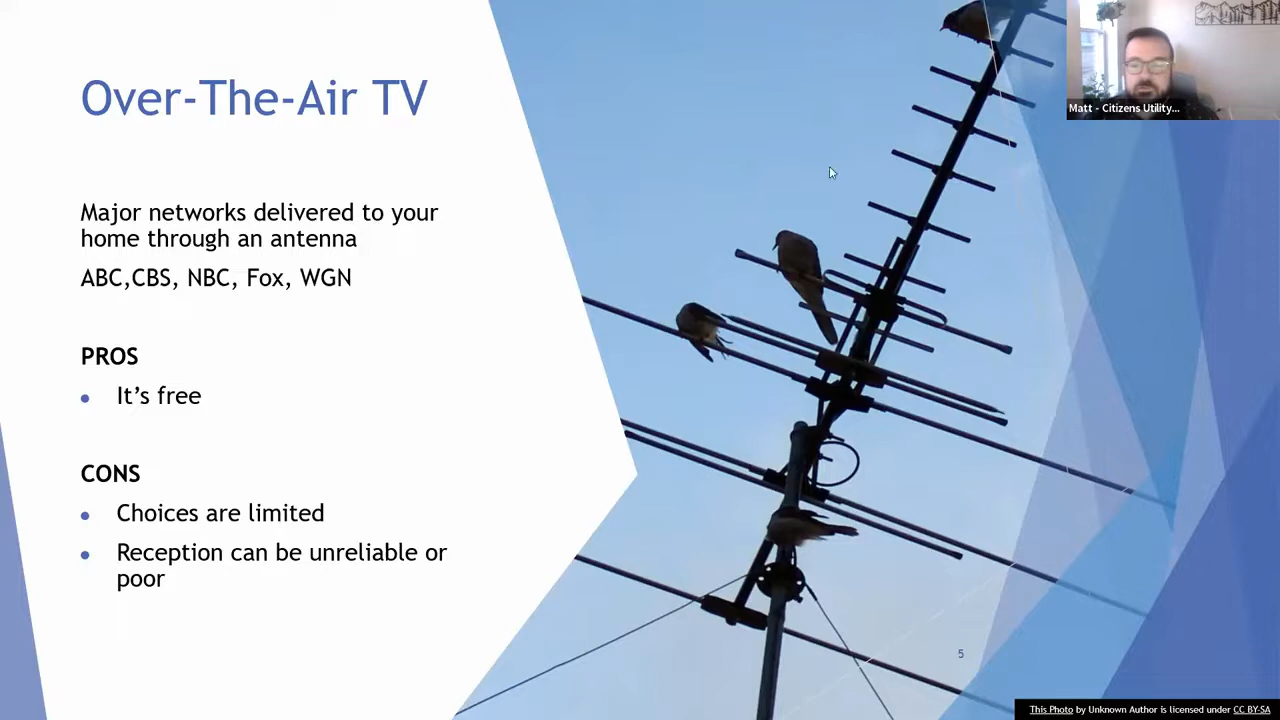 Over-The-Air TV
Matt - Citizens Utility...
Major networks delivered to your
home through an antenna
ABC,CBS, NBC, Fox, WGN
PROS
• It’s free
CONS
• Choices are limited
• Reception can be unreliable or
poor
5
This Photo by Unknown Author is licensed under CC BY-SA